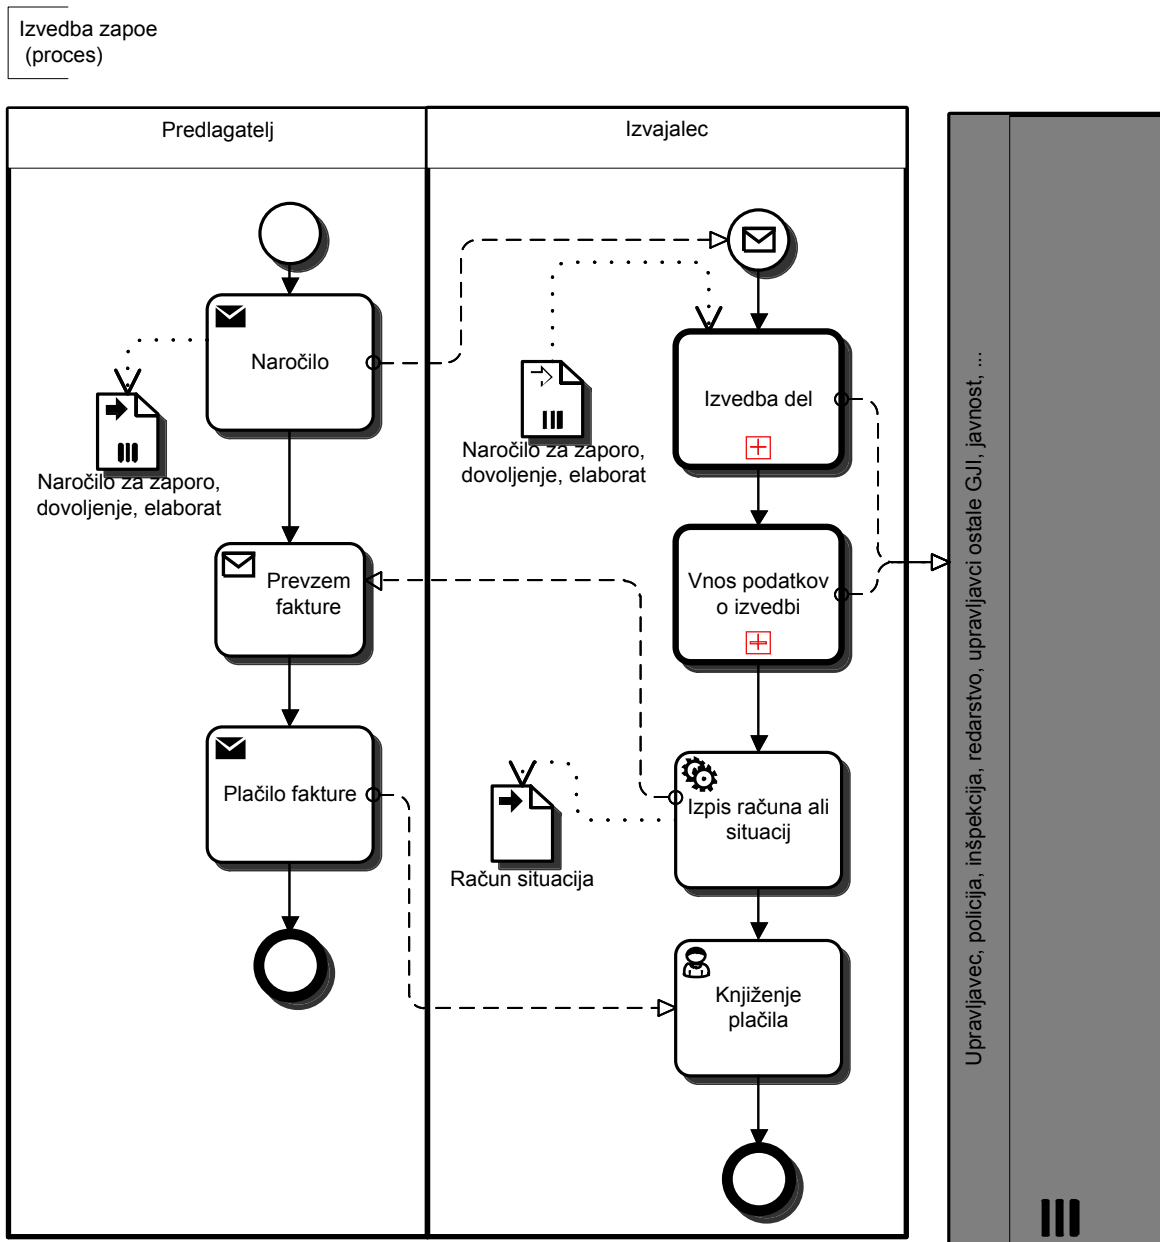 Izvedba zapoe
(proces)
Predlagatelj
Izvajalec
Naročilo
Naročilo za zaporo,
dovoljenje, elaborat
Prevzem
fakture
Plačilo fakture
Naročilo za zaporo,
dovoljenje, elaborat
Izvedba del
Vnos podatkov
o izvedbi
Izpis računa ali
situacij
Račun situacija
Knjiženje
plačila
Upravljavec, policija, inšpekcija, redarstvo, upravljavci ostale GJI, javnost, ...